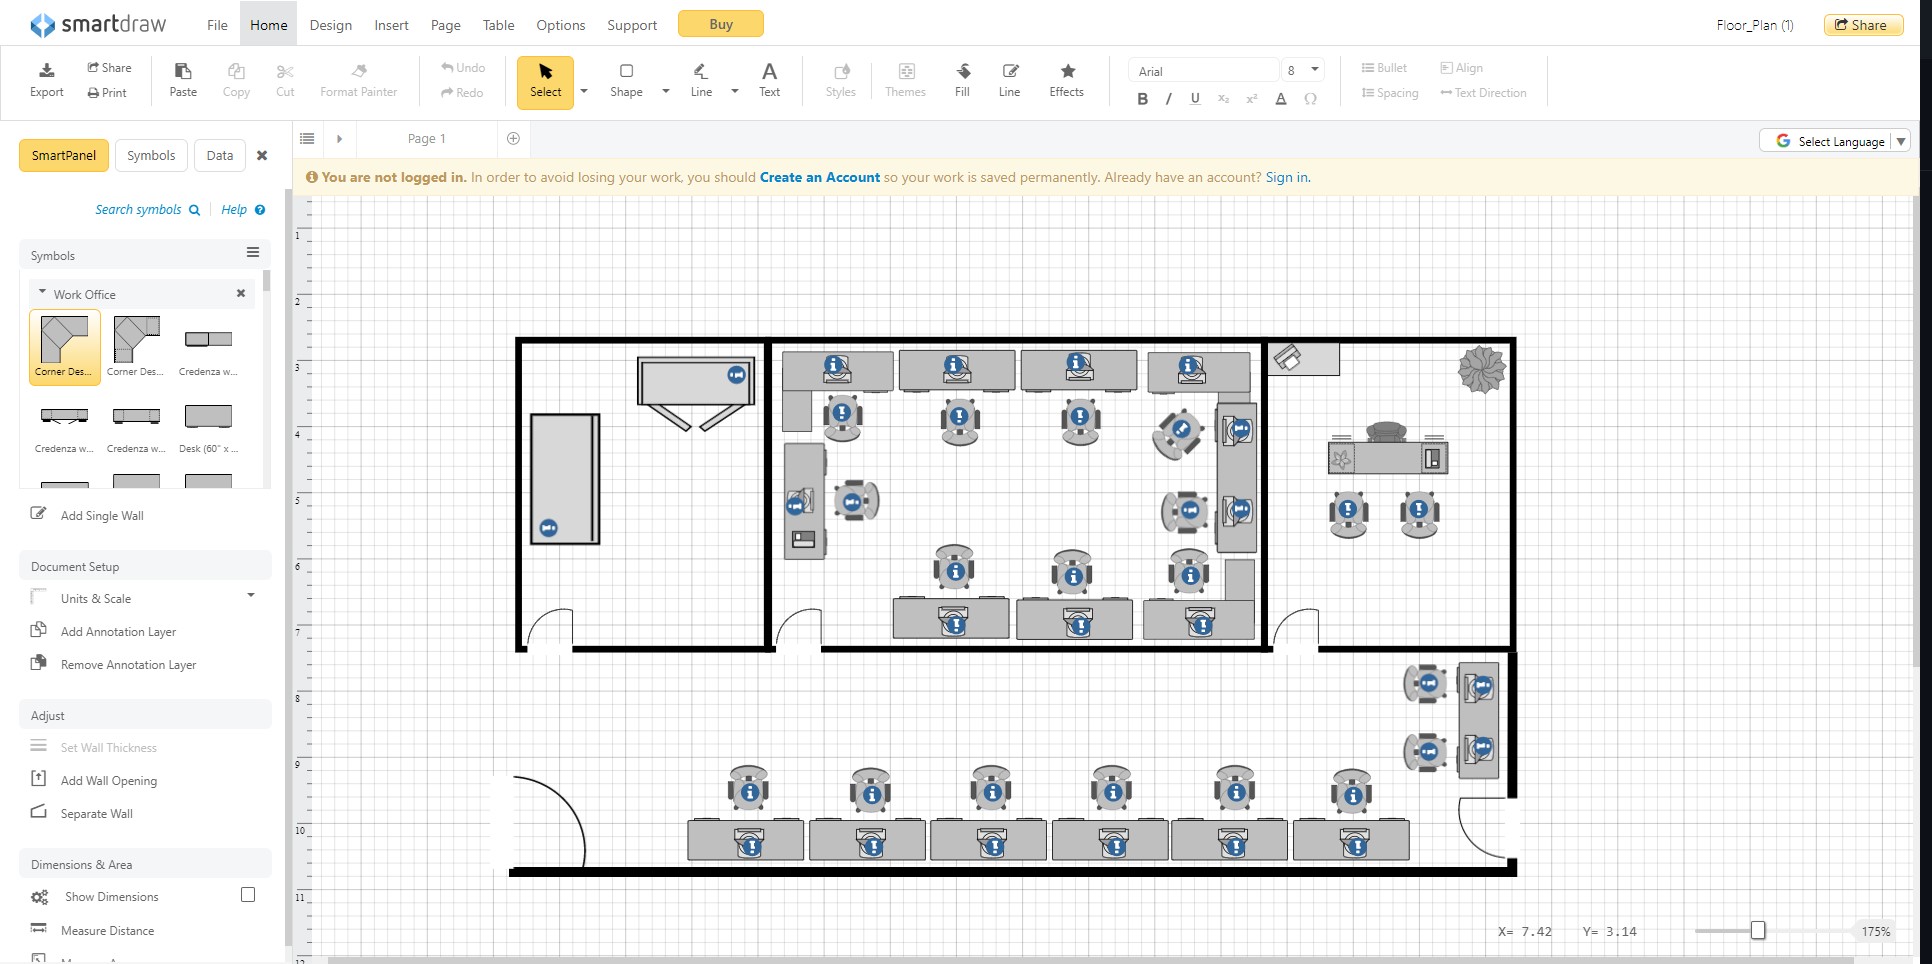 smartdraw File Home Design Insert Page Table Options Support Buy Floor_Plan (1) Share
Export Share Print Paste Copy Cut Format Painter Undo Redo Select Shape Line Text Styles Themes Fill Line Effects Arial 8 Bullet Align
B I U x₂ x² A Ω Spacing Text Direction
SmartPanel Symbols Data Page 1 Select Language
You are not logged in. In order to avoid losing your work, you should Create an Account so your work is saved permanently. Already have an account? Sign in.
Search symbols Help
Symbols
Work Office
Corner Des... Corner Des... Credenza w...
Credenza w... Credenza w... Desk (60" x ...
Add Single Wall
Document Setup
Units & Scale
Add Annotation Layer
Remove Annotation Layer
Adjust
Set Wall Thickness
Add Wall Opening
Separate Wall
Dimensions & Area
Show Dimensions
Measure Distance
1
2
3
4
5
6
7
8
9
10
11
X= 7.42 Y= 3.14 175%